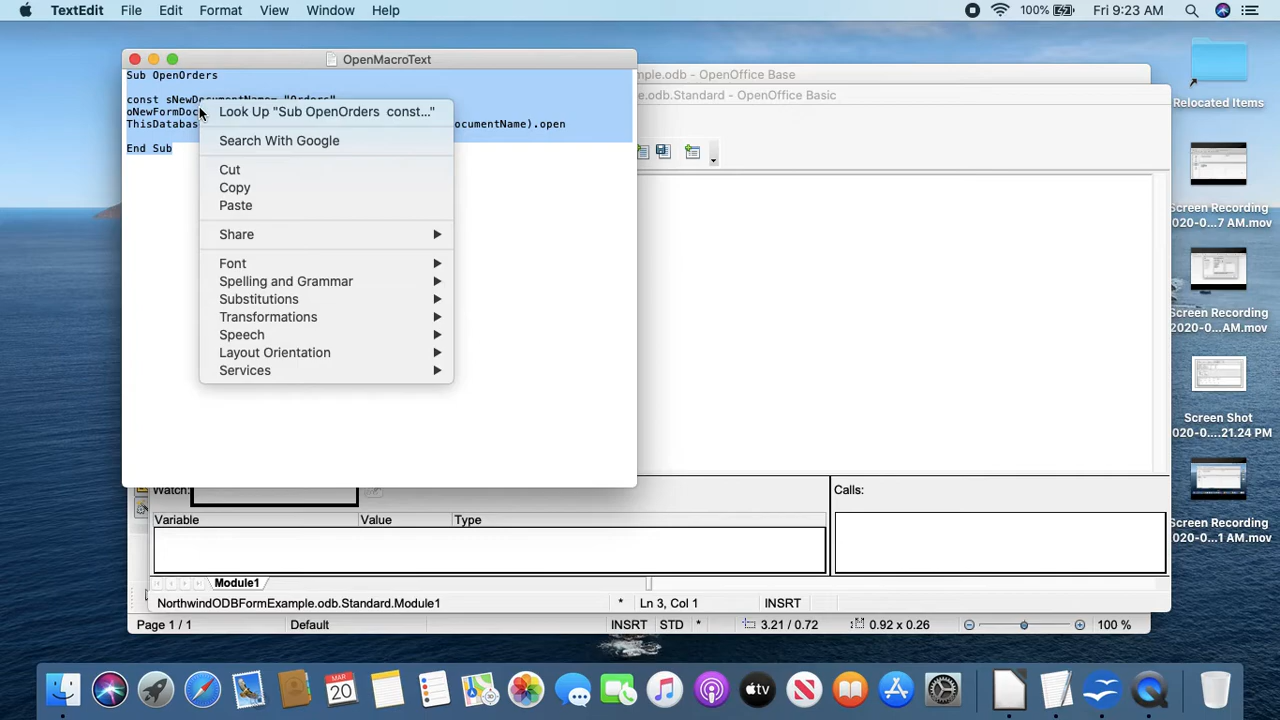 TextEdit File Edit Format View Window Help 100% Fri 9:23 AM
OpenMacroText
mple.odb - OpenOffice Base
.odb.Standard - OpenOffice Basic
Sub OpenOrders
const sNewDocumentName= "Orders"
oNewFormDoc
ThisDatabas ocumentName).open
End Sub
Look Up "Sub OpenOrders const..."
Search With Google
Cut
Copy
Paste
Share
Font
Spelling and Grammar
Substitutions
Transformations
Speech
Layout Orientation
Services
Relocated Items
Screen Recording
2020-0...7 AM.mov
Screen Recording
2020-0...AM.mov
Screen Shot
2020-0....21.24 PM
Screen Recording
2020-0...1 AM.mov
Watch:
Calls:
Variable Value Type
Module1
NorthwindODBFormExample.odb.Standard.Module1 * Ln 3, Col 1 INSRT
Page 1 / 1 Default INSRT STD * 3.21 / 0.72 0.92 x 0.26 100 %
MAR
20
tv